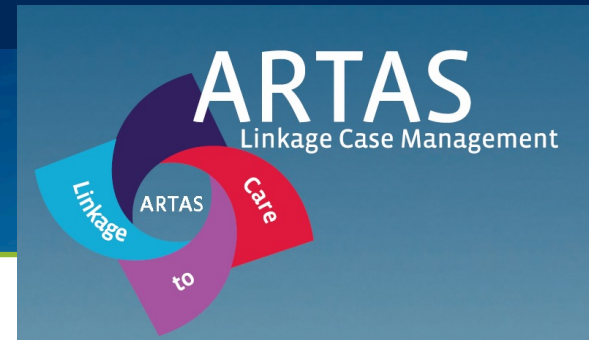 ARTAS
Linkage Case Management
Linkage
ARTAS
Care
to